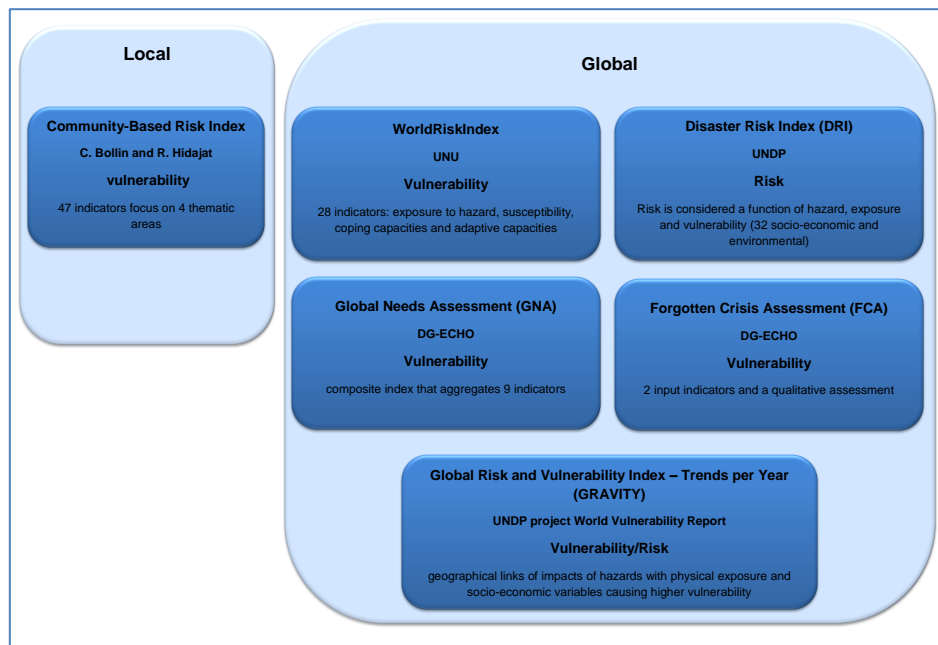 Local
Community-Based Risk Index
C. Bollin and R. Hidajat
vulnerability
47 indicators focus on 4 thematic
areas
Global
WorldRiskIndex
UNU
Vulnerability
28 indicators: exposure to hazard, susceptibility,
coping capacities and adaptive capacities
Disaster Risk Index (DRI)
UNDP
Risk
Risk is considered a function of hazard, exposure
and vulnerability (32 socio-economic and
environmental)
Global Needs Assessment (GNA)
DG-ECHO
Vulnerability
composite index that aggregates 9 indicators
Forgotten Crisis Assessment (FCA)
DG-ECHO
Vulnerability
2 input indicators and a qualitative assessment
Global Risk and Vulnerability Index – Trends per Year
(GRAVITY)
UNDP project World Vulnerability Report
Vulnerability/Risk
geographical links of impacts of hazards with physical exposure and
socio-economic variables causing higher vulnerability